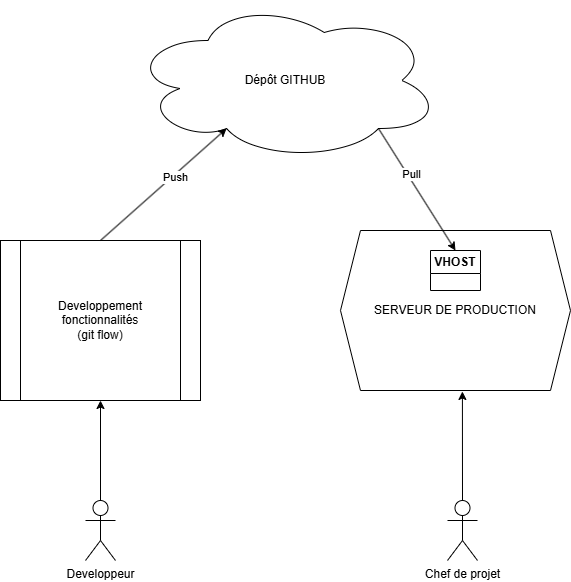 Dépôt GITHUB
Push
Pull
VHOST
Developpement
fonctionnalités
(git flow)
SERVEUR DE PRODUCTION
Developpeur
Chef de projet